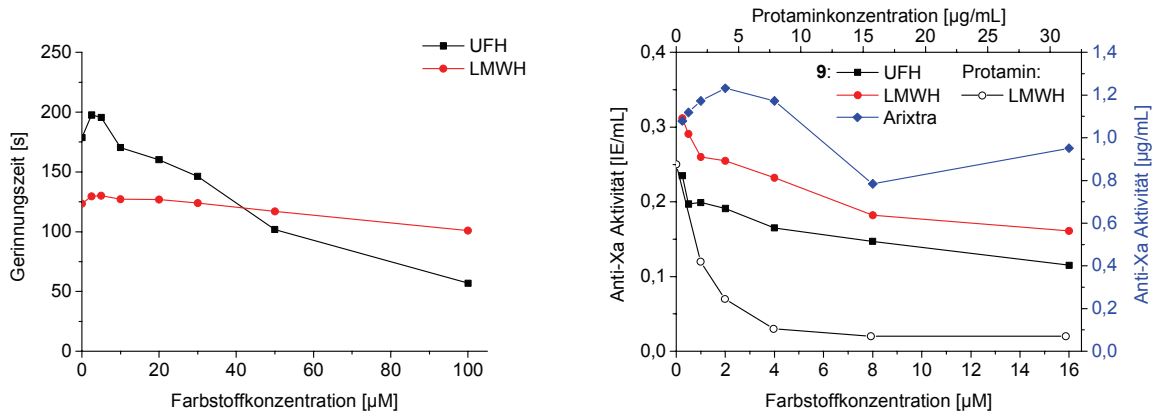 250
200
150
100
50
0
Gerinnungszeit [s]
0 20 40 60 80 100
Farbstoffkonzentration [µM]
UFH
LMWH
Protaminkonzentration [µg/mL]
0 5 10 15 20 25 30
0,4
0,3
0,2
0,1
0,0
Anti-Xa Aktivität [IE/mL]
9: UFH Protamin:
LMWH LMWH
Arixtra
1,4
1,2
1,0
0,8
0,6
0,4
0,2
0,0
Anti-Xa Aktivität [µg/mL]
0 2 4 6 8 10 12 14 16
Farbstoffkonzentration [µM]